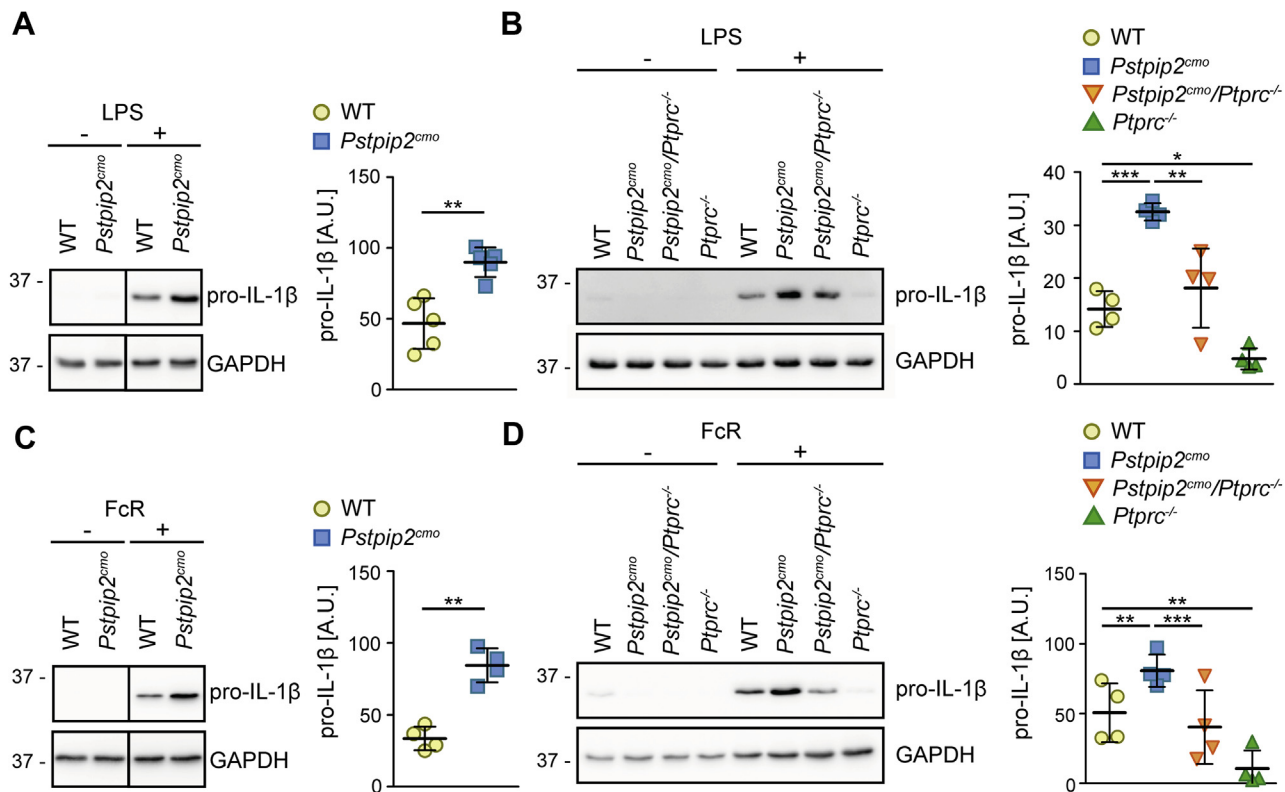 A
LPS
- +
WT
Pstpip2cmo
WT
Pstpip2cmo
37 -
pro-IL-1β
37 -
GAPDH
WT
Pstpip2cmo
pro-IL-1β [A.U.]
150
100
50
0
**
B
LPS
- +
WT
Pstpip2cmo
Pstpip2cmo/Ptprc-/-
Ptprc-/-
WT
Pstpip2cmo
Pstpip2cmo/Ptprc-/-
Ptprc-/-
37 -
pro-IL-1β
37 -
GAPDH
WT
Pstpip2cmo
Pstpip2cmo/Ptprc-/-
Ptprc-/-
pro-IL-1β [A.U.]
40
30
20
10
0
*
*** **
C
FcR
- +
WT
Pstpip2cmo
WT
Pstpip2cmo
37 -
pro-IL-1β
37 -
GAPDH
WT
Pstpip2cmo
pro-IL-1β [A.U.]
150
100
50
0
**
D
FcR
- +
WT
Pstpip2cmo
Pstpip2cmo/Ptprc-/-
Ptprc-/-
WT
Pstpip2cmo
Pstpip2cmo/Ptprc-/-
Ptprc-/-
37 -
pro-IL-1β
37 -
GAPDH
WT
Pstpip2cmo
Pstpip2cmo/Ptprc-/-
Ptprc-/-
pro-IL-1β [A.U.]
150
100
50
0
**
** ***